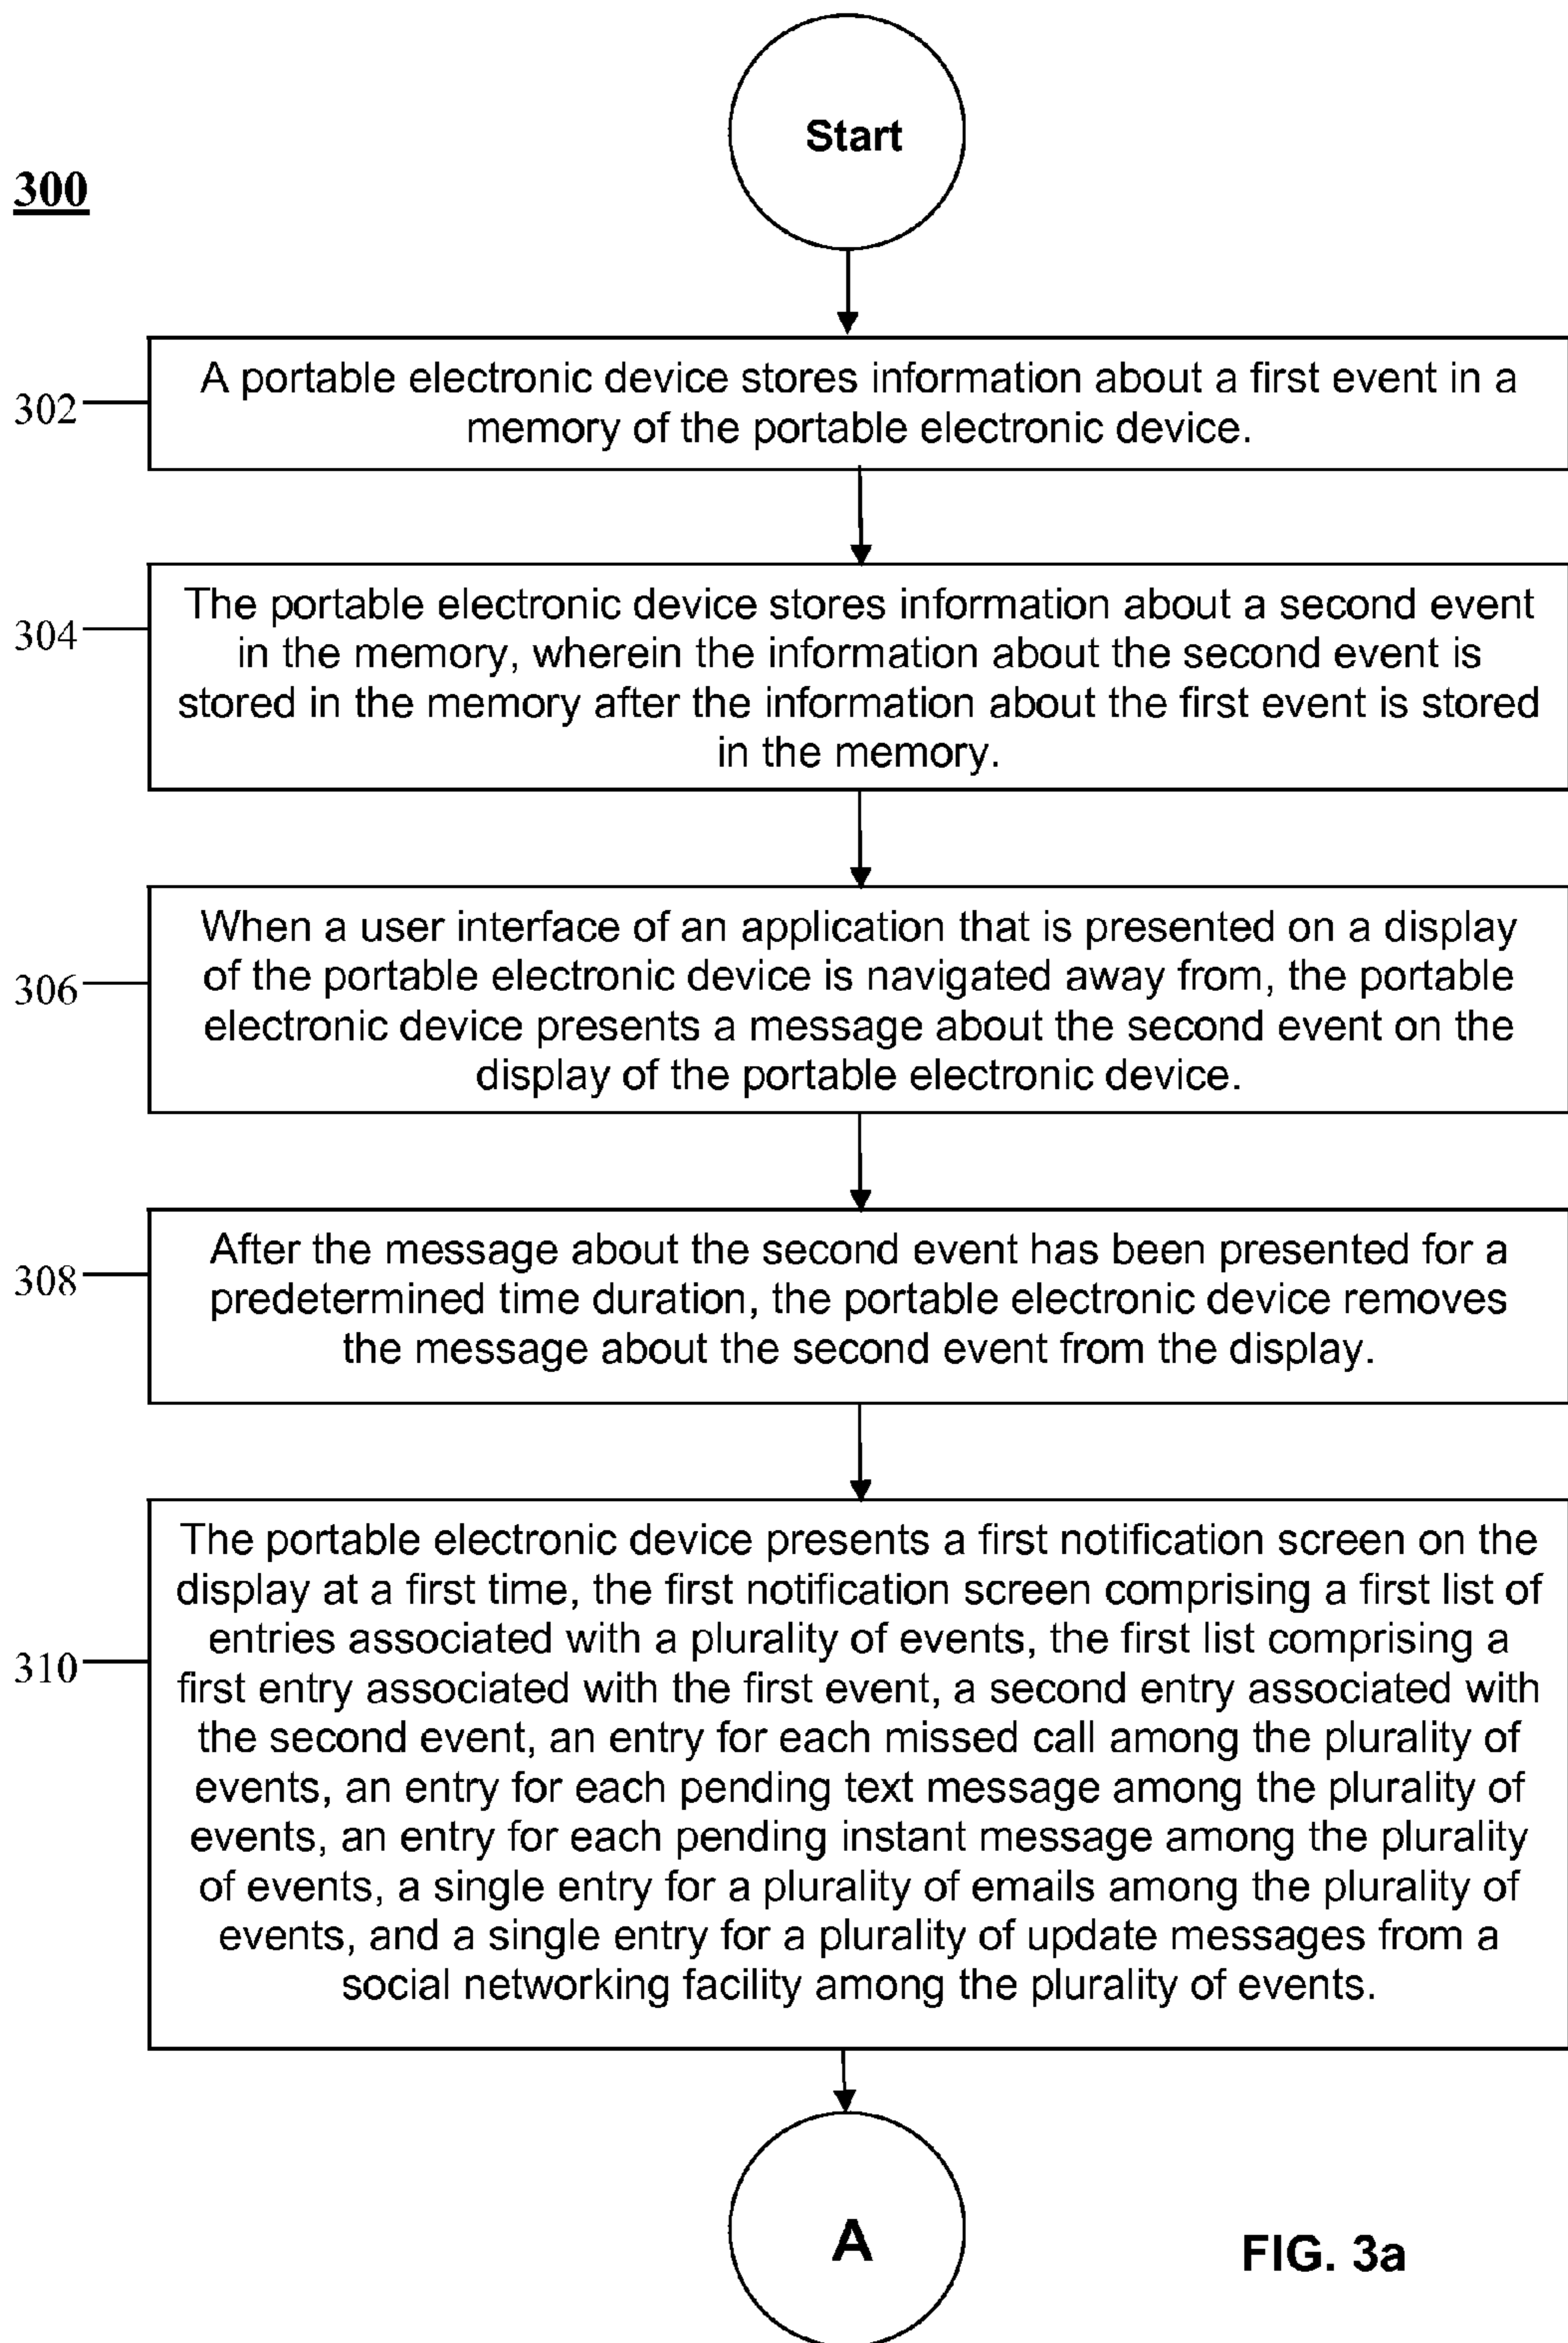 Start
300
302
A portable electronic device stores information about a first event in a
memory of the portable electronic device.
304
The portable electronic device stores information about a second event
in the memory, wherein the information about the second event is
stored in the memory after the information about the first event is stored
in the memory.
306
When a user interface of an application that is presented on a display
of the portable electronic device is navigated away from, the portable
electronic device presents a message about the second event on the
display of the portable electronic device.
308
After the message about the second event has been presented for a
predetermined time duration, the portable electronic device removes
the message about the second event from the display.
310
The portable electronic device presents a first notification screen on the
display at a first time, the first notification screen comprising a first list of
entries associated with a plurality of events, the first list comprising a
first entry associated with the first event, a second entry associated with
the second event, an entry for each missed call among the plurality of
events, an entry for each pending text message among the plurality of
events, an entry for each pending instant message among the plurality
of events, a single entry for a plurality of emails among the plurality of
events, and a single entry for a plurality of update messages from a
social networking facility among the plurality of events.
A
FIG. 3a